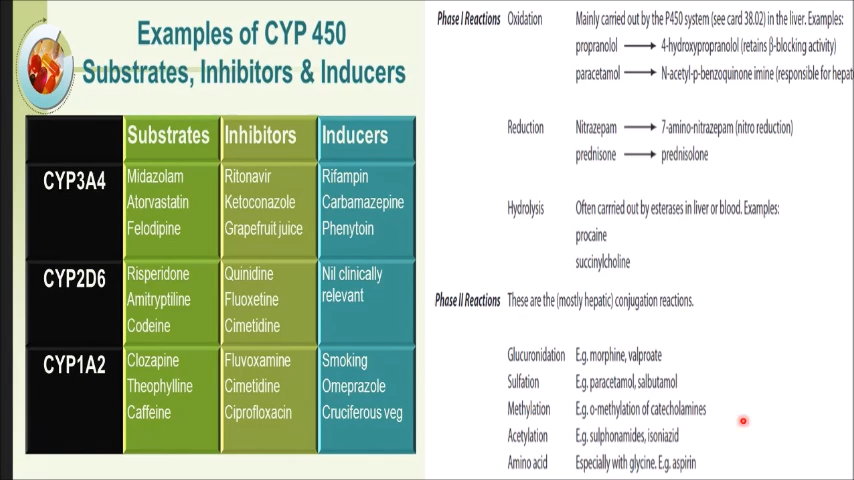 Examples of CYP 450
Substrates, Inhibitors & Inducers
Substrates Inhibitors Inducers
CYP3A4
Midazolam Ritonavir Rifampin
Atorvastatin Ketoconazole Carbamazepine
Felodipine Grapefruit juice Phenytoin
CYP2D6
Risperidone Quinidine Nil clinically
Amitryptiline Fluoxetine relevant
Codeine Cimetidine
CYP1A2
Clozapine Fluvoxamine Smoking
Theophylline Cimetidine Omeprazole
Caffeine Ciprofloxacin Cruciferous veg
Phase I Reactions Oxidation Mainly carried out by the P450 system (see card 38.02) in the liver. Examples:
propranolol → 4-hydroxypropranolol (retains β-blocking activity)
paracetamol → N-acetyl-p-benzoquinone imine (responsible for hepat
Reduction Nitrazepam → 7-amino-nitrazepam (nitro reduction)
prednisone → prednisolone
Hydrolysis Often carrried out by esterases in liver or blood. Examples:
procaine
succinylcholine
Phase II Reactions These are the (mostly hepatic) conjugation reactions.
Glucuronidation E.g. morphine, valproate
Sulfation E.g. paracetamol, salbutamol
Methylation E.g. o-methylation of catecholamines
Acetylation E.g. sulphonamides, isoniazid
Amino acid Especially with glycine. E.g. aspirin